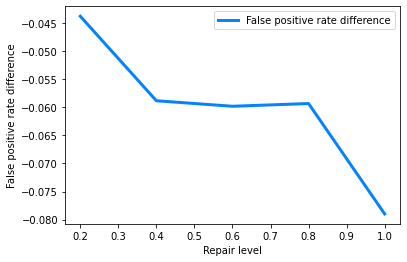 False positive rate difference
−0.045
−0.050
−0.055
−0.060
−0.065
−0.070
−0.075
−0.080
False positive rate difference
0.2 0.3 0.4 0.5 0.6 0.7 0.8 0.9 1.0
Repair level